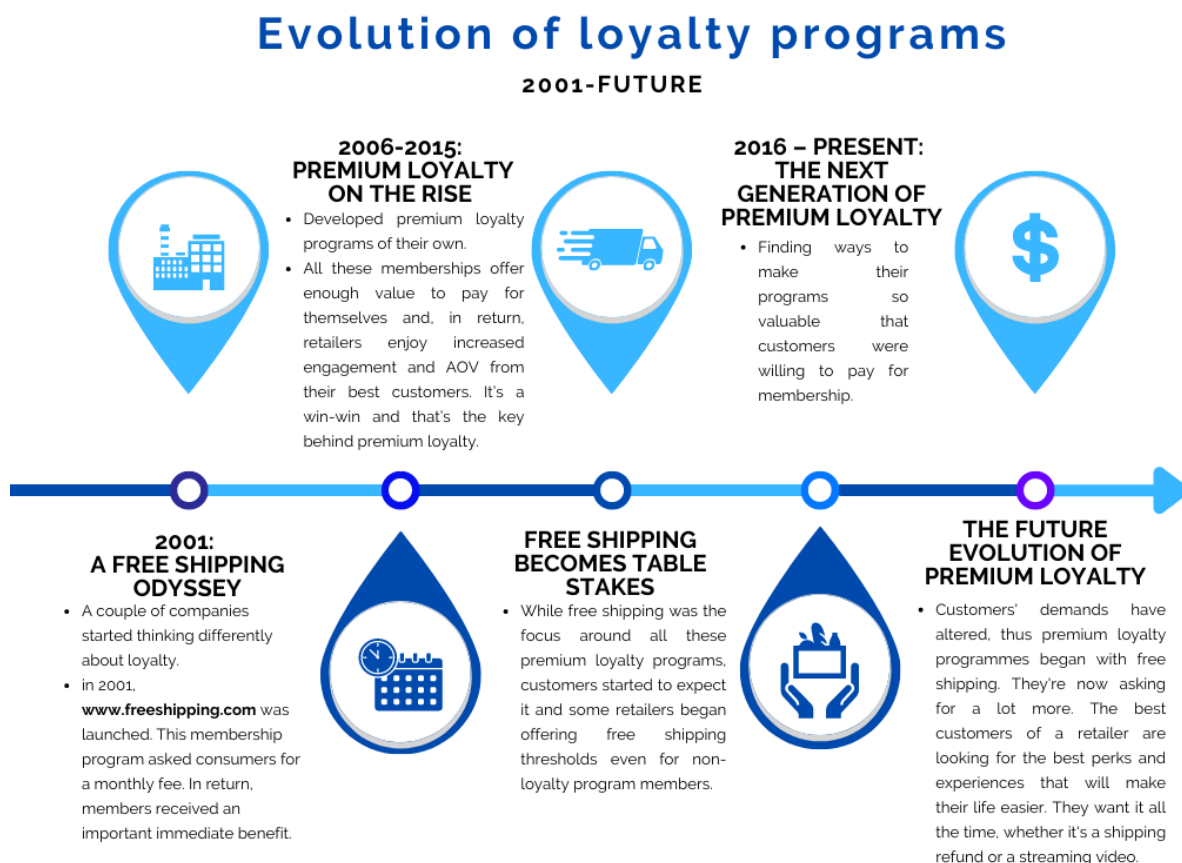 Evolution of loyalty programs
2001-FUTURE
2001:
A FREE SHIPPING
ODYSSEY
• A couple of companies
started thinking differently
about loyalty.
• in 2001,
www.freeshipping.com was
launched. This membership
program asked consumers for
a monthly fee. In return,
members received an
important immediate benefit.
2006-2015:
PREMIUM LOYALTY
ON THE RISE
• Developed premium loyalty
programs of their own.
• All these memberships offer
enough value to pay for
themselves and, in return,
retailers enjoy increased
engagement and AOV from
their best customers. It's a
win-win and that's the key
behind premium loyalty.
FREE SHIPPING
BECOMES TABLE
STAKES
• While free shipping was the
focus around all these
premium loyalty programs,
customers started to expect
it and some retailers began
offering free shipping
thresholds even for non-
loyalty program members.
2016 – PRESENT:
THE NEXT
GENERATION OF
PREMIUM LOYALTY
• Finding ways to
make their
programs so
valuable that
customers were
willing to pay for
membership.
$
THE FUTURE
EVOLUTION OF
PREMIUM LOYALTY
• Customers' demands have
altered, thus premium loyalty
programmes began with free
shipping. They're now asking
for a lot more. The best
customers of a retailer are
looking for the best perks and
experiences that will make
their life easier. They want it all
the time, whether it's a shipping
refund or a streaming video.